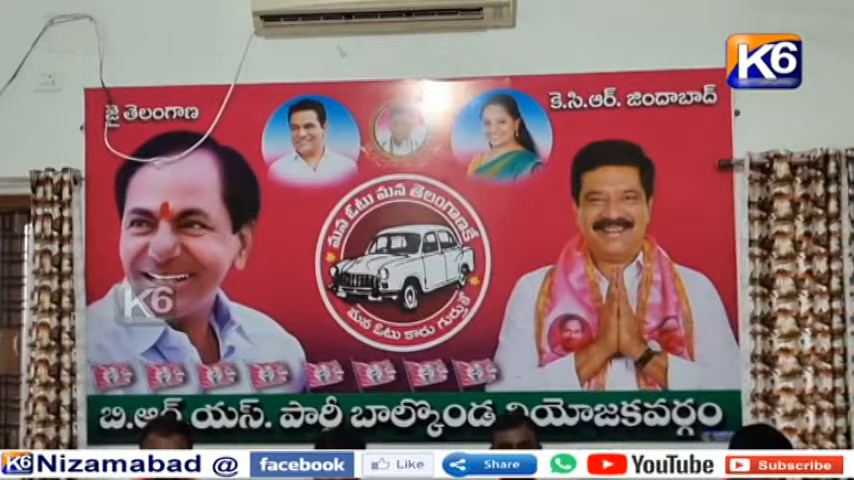 K6
జై తెలంగాణ
కె.సి.ఆర్. జిందాబాద్
మన ఓటు మన తెలంగాణకే
మన ఓటు కారు గుర్తుకే
K6
బి.ఆర్.యస్. పార్టీ బాల్కొండ నియోజకవర్గం
K6 Nizamabad @ facebook Like Share YouTube Subscribe